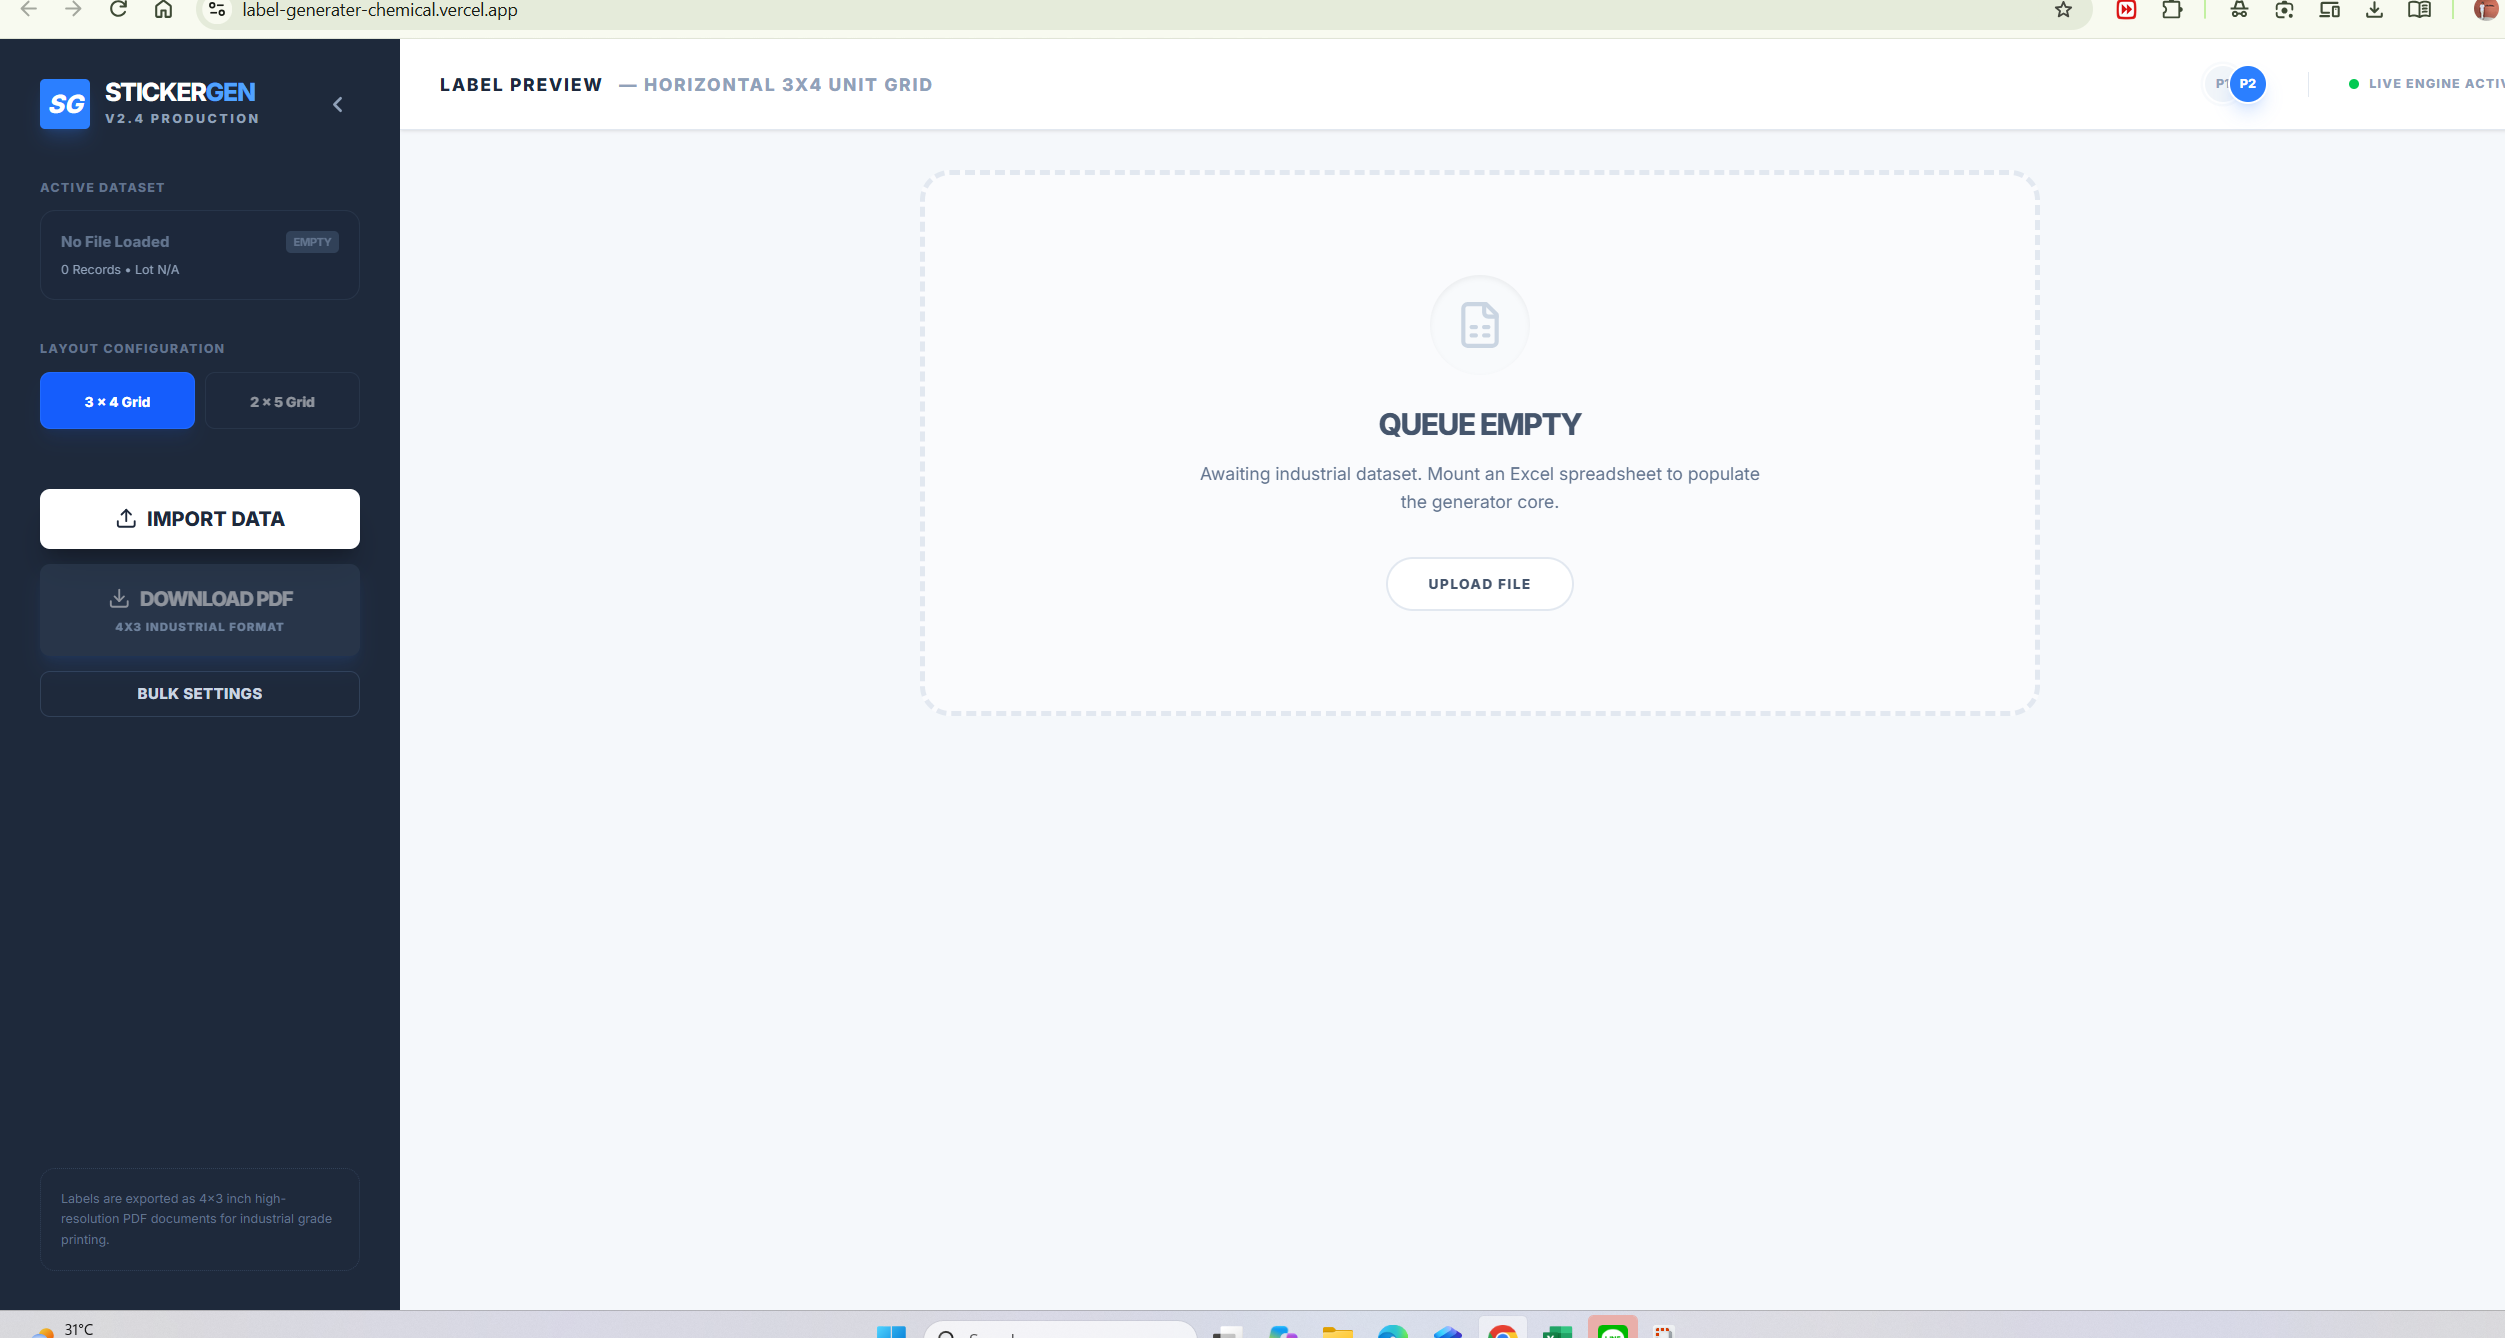 label-generater-chemical.vercel.app
SG
STICKERGEN
V2.4 PRODUCTION
ACTIVE DATASET
No File Loaded
EMPTY
0 Records • Lot N/A
LAYOUT CONFIGURATION
3 × 4 Grid
2 × 5 Grid
IMPORT DATA
DOWNLOAD PDF
4X3 INDUSTRIAL FORMAT
BULK SETTINGS
Labels are exported as 4×3 inch high-
resolution PDF documents for industrial grade
printing.
LABEL PREVIEW — HORIZONTAL 3X4 UNIT GRID
P1
P2
LIVE ENGINE
QUEUE EMPTY
Awaiting industrial dataset. Mount an Excel spreadsheet to populate
the generator core.
UPLOAD FILE
31°C